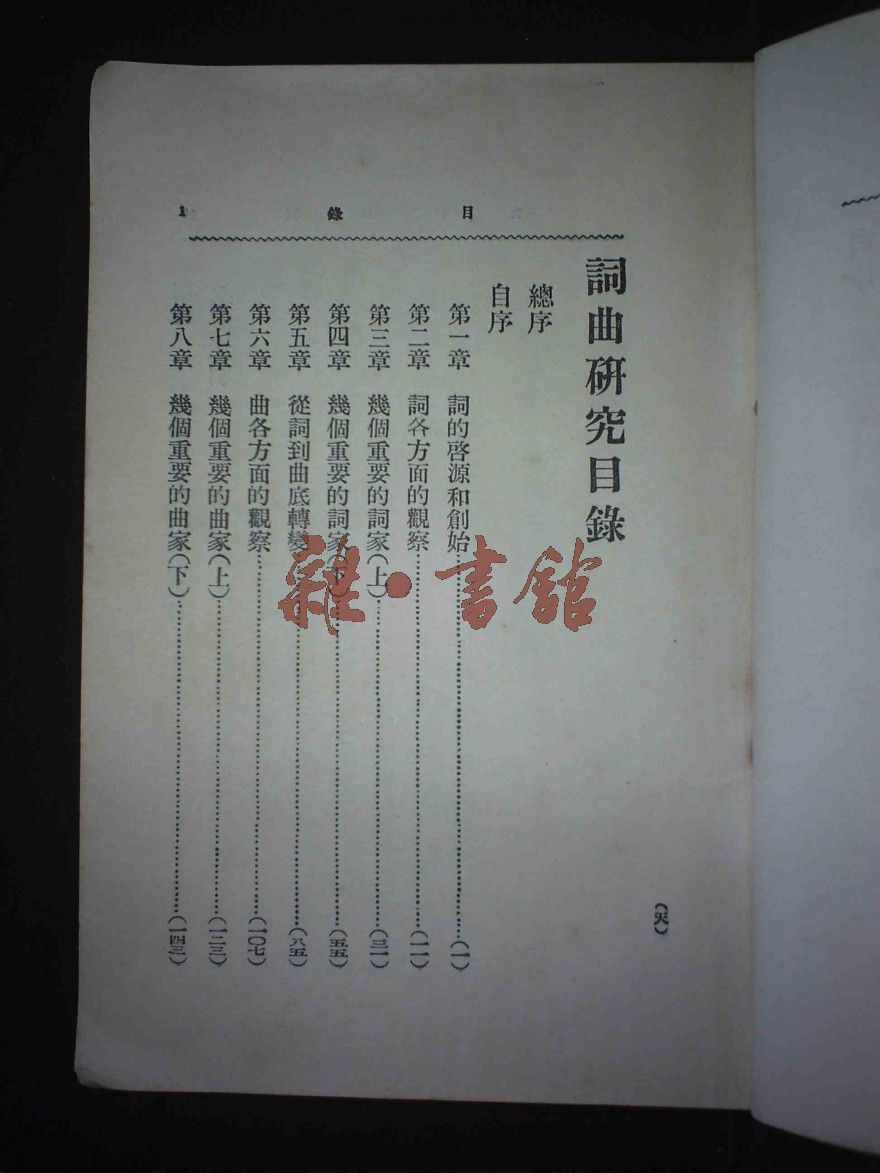 目錄 1
詞曲研究目錄
總序
自序
第一章 詞的啓源和創始……(一)
第二章 詞各方面的觀察……(一一)
第三章 幾個重要的詞家(上)……(三一)
第四章 幾個重要的詞家(下)……(五五)
第五章 從詞到曲底轉變……(八五)
第六章 曲各方面的觀察……(一〇七)
第七章 幾個重要的曲家(上)……(一二三)
第八章 幾個重要的曲家(下)……(一四三)
雜·書館